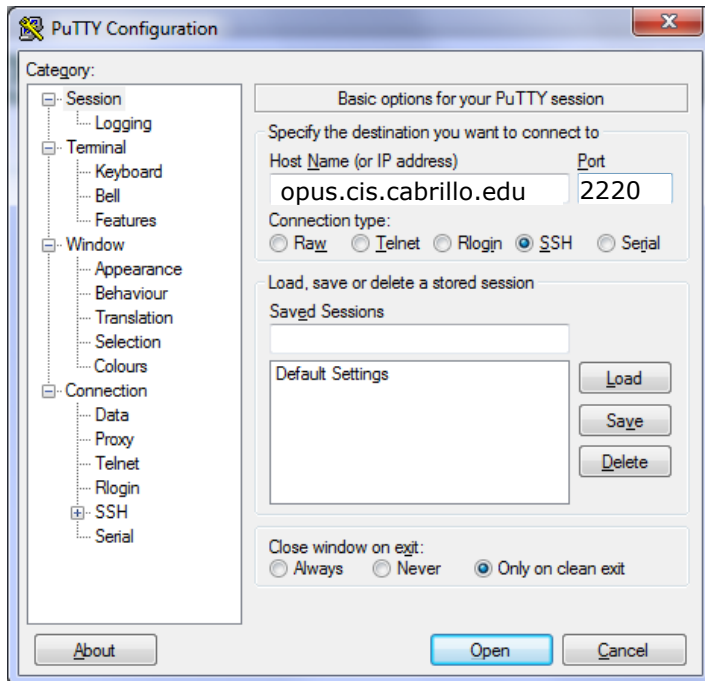 PuTTY Configuration
Category:
Session
Logging
Terminal
Keyboard
Bell
Features
Window
Appearance
Behaviour
Translation
Selection
Colours
Connection
Data
Proxy
Telnet
Rlogin
SSH
Serial
Basic options for your PuTTY session
Specify the destination you want to connect to
Host Name (or IP address) Port
opus.cis.cabrillo.edu 2220
Connection type:
Raw Telnet Rlogin SSH Serial
Load, save or delete a stored session
Saved Sessions
Default Settings
Load
Save
Delete
Close window on exit:
Always Never Only on clean exit
About Open Cancel